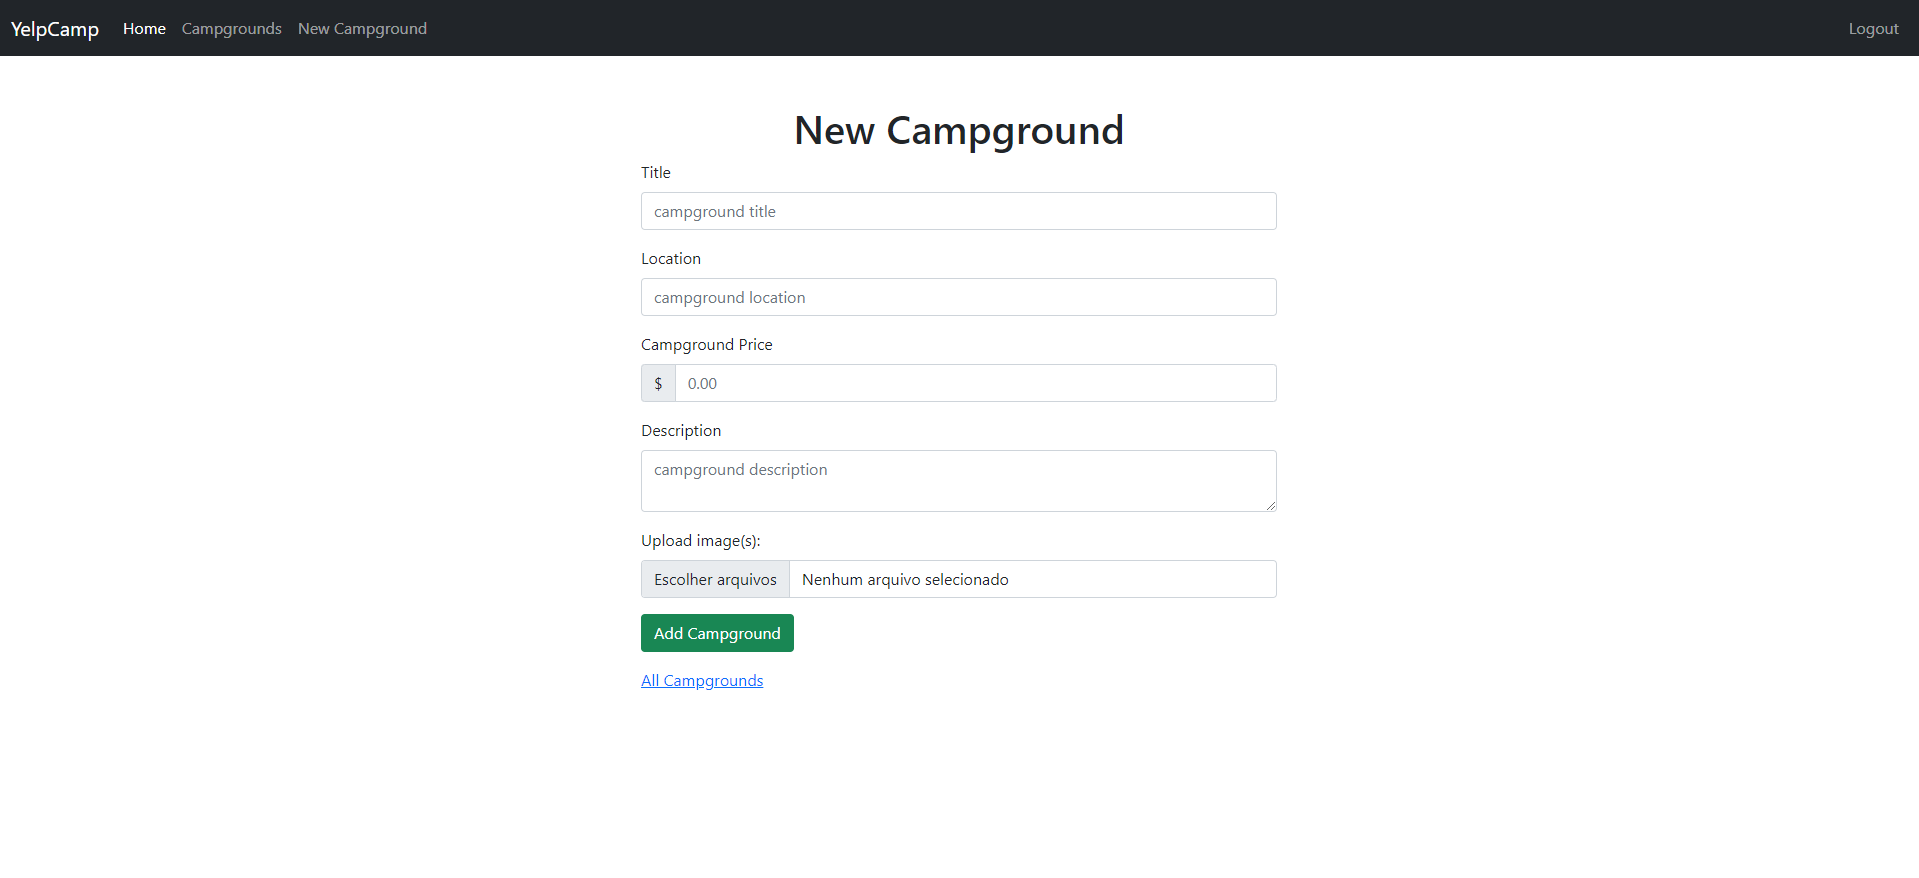 YelpCamp Home Campgrounds New Campground Logout
New Campground
Title
campground title
Location
campground location
Campground Price
$ 0.00
Description
campground description
Upload image(s):
Escolher arquivos Nenhum arquivo selecionado
Add Campground
All Campgrounds